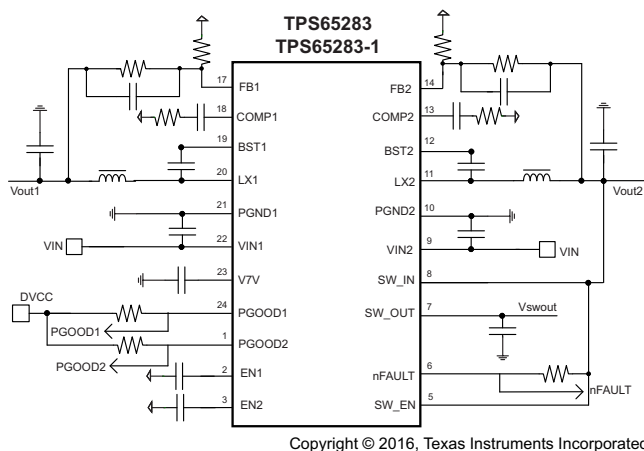 TPS65283
TPS65283-1
17 FB1
18 COMP1
19 BST1
Vout1 20 LX1
21 PGND1
VIN 22 VIN1
23 V7V
DVCC 24 PGOOD1
PGOOD1
1 PGOOD2
PGOOD2
2 EN1
3 EN2
FB2 14
COMP2 13
BST2 12
LX2 11 Vout2
PGND2 10
VIN2 9 VIN
SW_IN 8
SW_OUT 7 Vswout
nFAULT 6
nFAULT
SW_EN 5
Copyright © 2016, Texas Instruments Incorporated